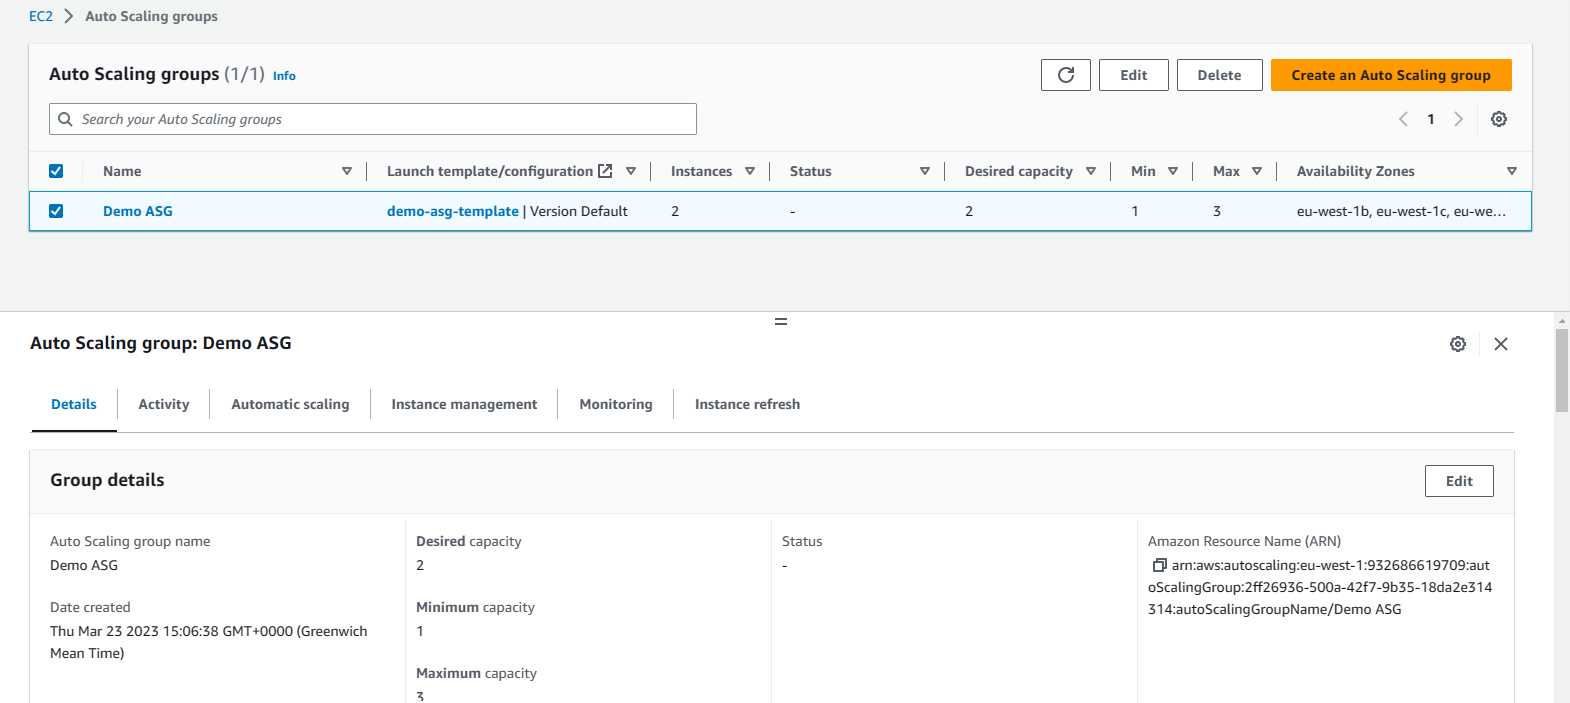 EC2 > Auto Scaling groups
Auto Scaling groups (1/1) Info
Edit
Delete
Create an Auto Scaling group
Search your Auto Scaling groups
1
Name
Launch template/configuration
Instances
Status
Desired capacity
Min
Max
Availability Zones
Demo ASG
demo-asg-template | Version Default
2
-
2
1
3
eu-west-1b, eu-west-1c, eu-we...
Auto Scaling group: Demo ASG
Details
Activity
Automatic scaling
Instance management
Monitoring
Instance refresh
Group details
Edit
Auto Scaling group name
Demo ASG
Date created
Thu Mar 23 2023 15:06:38 GMT+0000 (Greenwich
Mean Time)
Desired capacity
2
Minimum capacity
1
Maximum capacity
3
Status
-
Amazon Resource Name (ARN)
arn:aws:autoscaling:eu-west-1:932686619709:aut
oScalingGroup:2ff26936-500a-42f7-9b35-18da2e314
314:autoScalingGroupName/Demo ASG